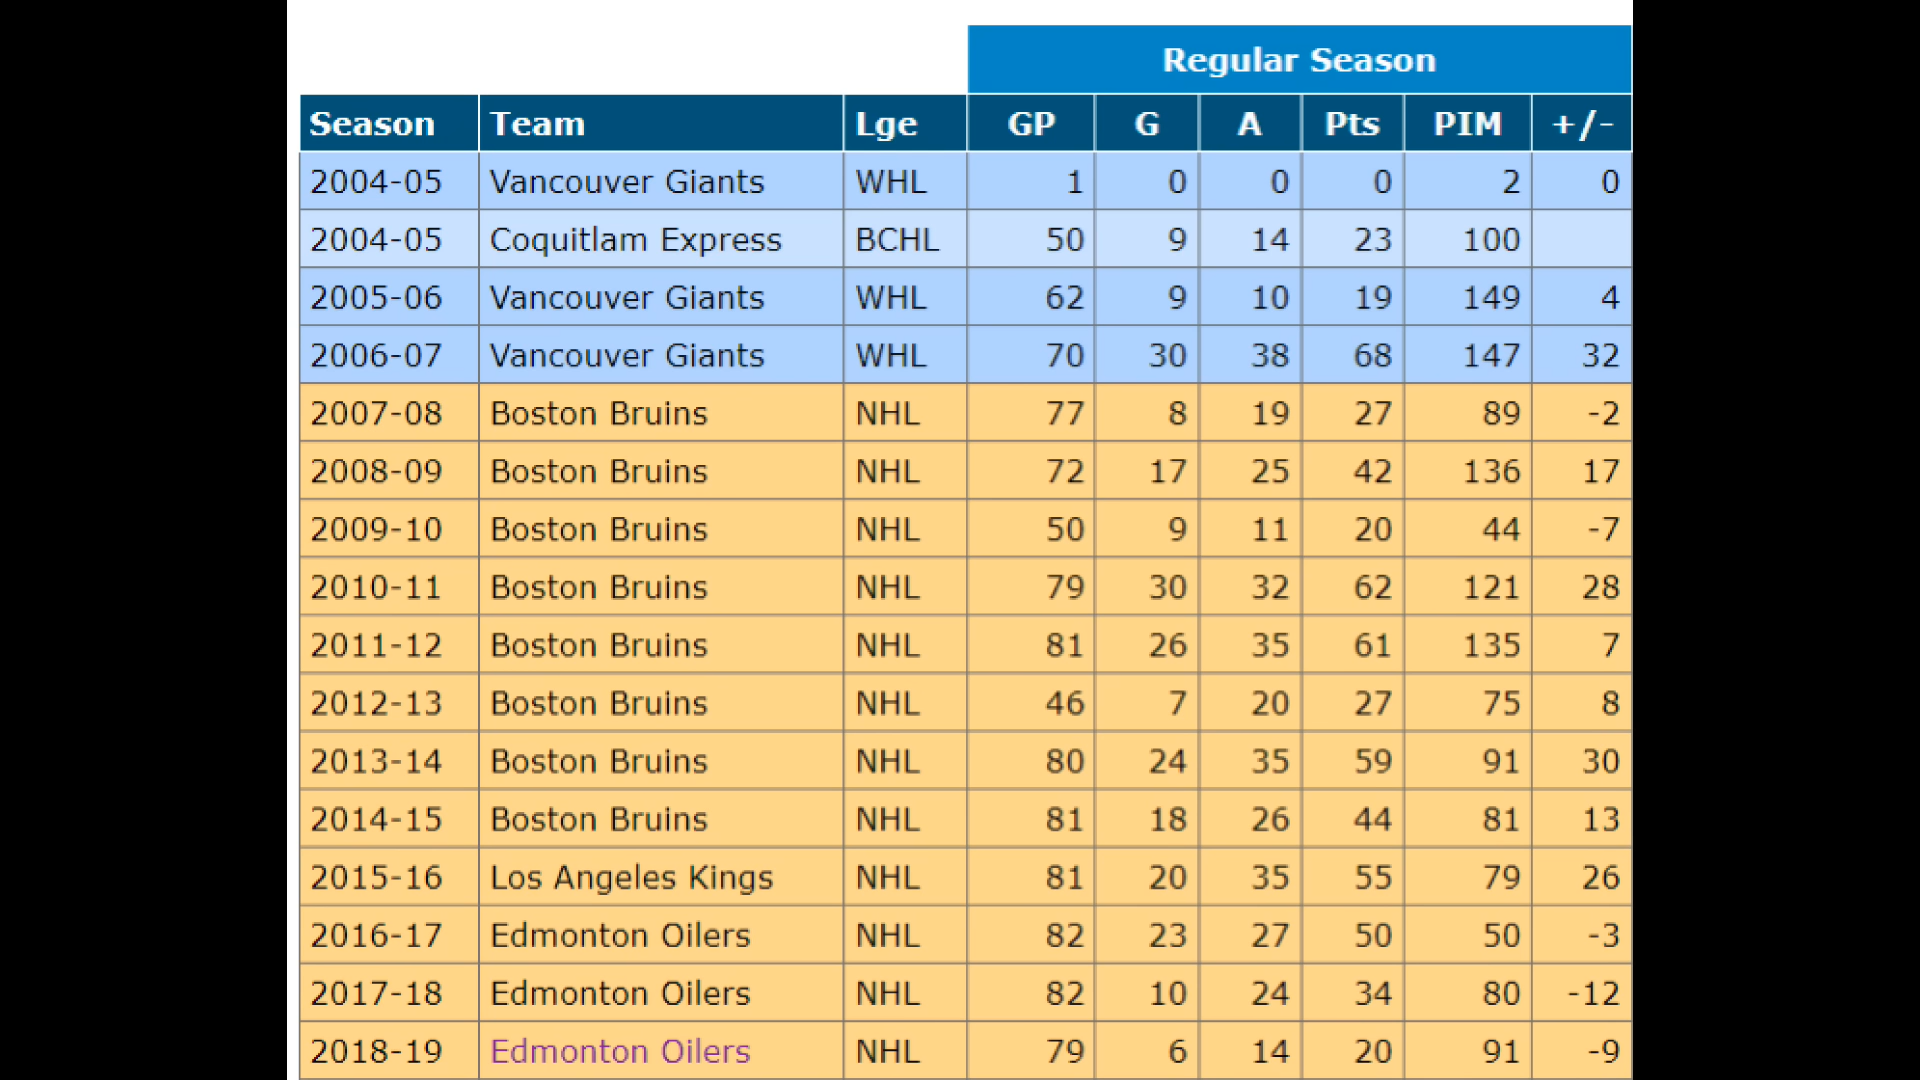 Regular Season
Season Team Lge GP G A Pts PIM +/-
2004-05 Vancouver Giants WHL 1 0 0 0 2 0
2004-05 Coquitlam Express BCHL 50 9 14 23 100
2005-06 Vancouver Giants WHL 62 9 10 19 149 4
2006-07 Vancouver Giants WHL 70 30 38 68 147 32
2007-08 Boston Bruins NHL 77 8 19 27 89 -2
2008-09 Boston Bruins NHL 72 17 25 42 136 17
2009-10 Boston Bruins NHL 50 9 11 20 44 -7
2010-11 Boston Bruins NHL 79 30 32 62 121 28
2011-12 Boston Bruins NHL 81 26 35 61 135 7
2012-13 Boston Bruins NHL 46 7 20 27 75 8
2013-14 Boston Bruins NHL 80 24 35 59 91 30
2014-15 Boston Bruins NHL 81 18 26 44 81 13
2015-16 Los Angeles Kings NHL 81 20 35 55 79 26
2016-17 Edmonton Oilers NHL 82 23 27 50 50 -3
2017-18 Edmonton Oilers NHL 82 10 24 34 80 -12
2018-19 Edmonton Oilers NHL 79 6 14 20 91 -9